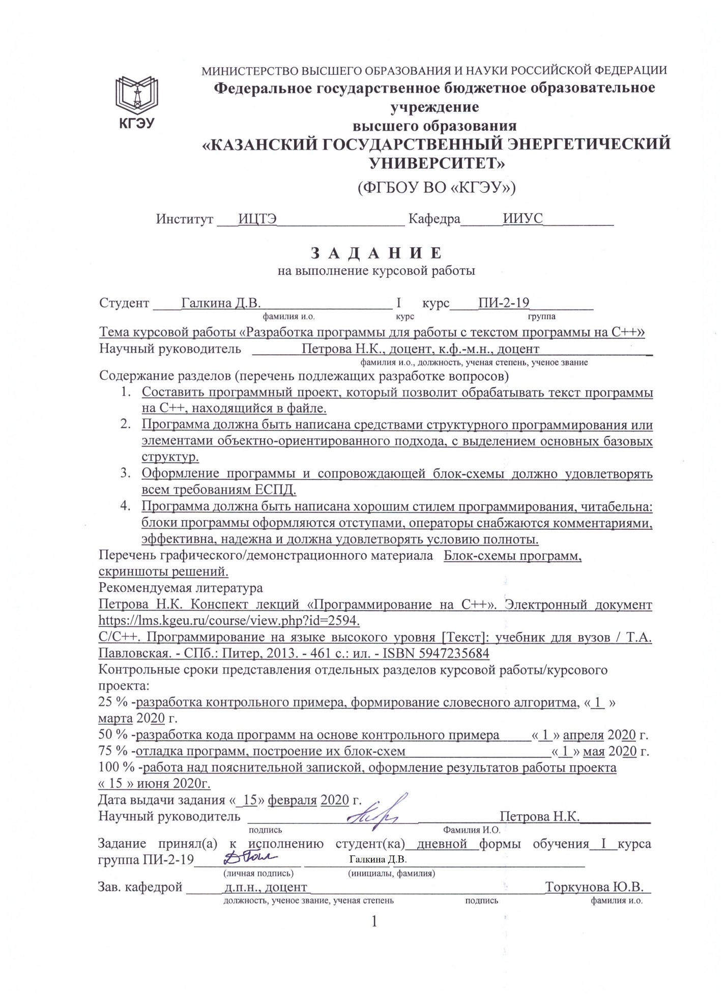 МИНИСТЕРСТВО ВЫСШЕГО ОБРАЗОВАНИЯ И НАУКИ РОССИЙСКОЙ ФЕДЕРАЦИИ
Федеральное государственное бюджетное образовательное
учреждение
высшего образования
«КАЗАНСКИЙ ГОСУДАРСТВЕННЫЙ ЭНЕРГЕТИЧЕСКИЙ
УНИВЕРСИТЕТ»
(ФГБОУ ВО «КГЭУ»)
КГЭУ
Институт ___ИЦТЭ__________________ Кафедра______ИИУС__________
З А Д А Н И Е
на выполнение курсовой работы
Студент ____Галкина Д.В.___________________ I курс____ПИ-2-19_________
фамилия и.о. курс группа
Тема курсовой работы «Разработка программы для работы с текстом программы на С++»
Научный руководитель _______Петрова Н.К., доцент, к.ф.-м.н., доцент________________
фамилия и.о., должность, ученая степень, ученое звание
Содержание разделов (перечень подлежащих разработке вопросов)
1. Составить программный проект, который позволит обрабатывать текст программы
на С++, находящийся в файле.
2. Программа должна быть написана средствами структурного программирования или
элементами объектно-ориентированного подхода, с выделением основных базовых
структур.
3. Оформление программы и сопровождающей блок-схемы должно удовлетворять
всем требованиям ЕСПД.
4. Программа должна быть написана хорошим стилем программирования, читабельна:
блоки программы оформляются отступами, операторы снабжаются комментариями,
эффективна, надежна и должна удовлетворять условию полноты.
Перечень графического/демонстрационного материала Блок-схемы программ,
скриншоты решений.
Рекомендуемая литература
Петрова Н.К. Конспект лекций «Программирование на С++». Электронный документ
https://lms.kgeu.ru/course/view.php?id=2594.
С/С++. Программирование на языке высокого уровня [Текст]: учебник для вузов / Т.А.
Павловская. - СПб.: Питер, 2013. - 461 с.: ил. - ISBN 5947235684
Контрольные сроки представления отдельных разделов курсовой работы/курсового
проекта:
25 % -разработка контрольного примера, формирование словесного алгоритма, « 1 »
марта 2020 г.
50 % -разработка кода программ на основе контрольного примера ____« 1 » апреля 2020 г.
75 % -отладка программ, построение их блок-схем ____________________« 1 » мая 2020 г.
100 % -работа над пояснительной запиской, оформление результатов работы проекта
« 15 » июня 2020г.
Дата выдачи задания «_15» февраля 2020 г.
Научный руководитель ___________________________________Петрова Н.К.__________
подпись Фамилия И.О.
Задание принял(а) к исполнению студент(ка)_дневной_формы обучения_I_курса
группа ПИ-2-19_______________ Галкина Д.В. ___________________________
(личная подпись) (инициалы, фамилия)
Зав. кафедрой _____д.п.н., доцент_________________________________Торкунова Ю.В._
должность, ученое звание, ученая степень подпись фамилия и.о.
1